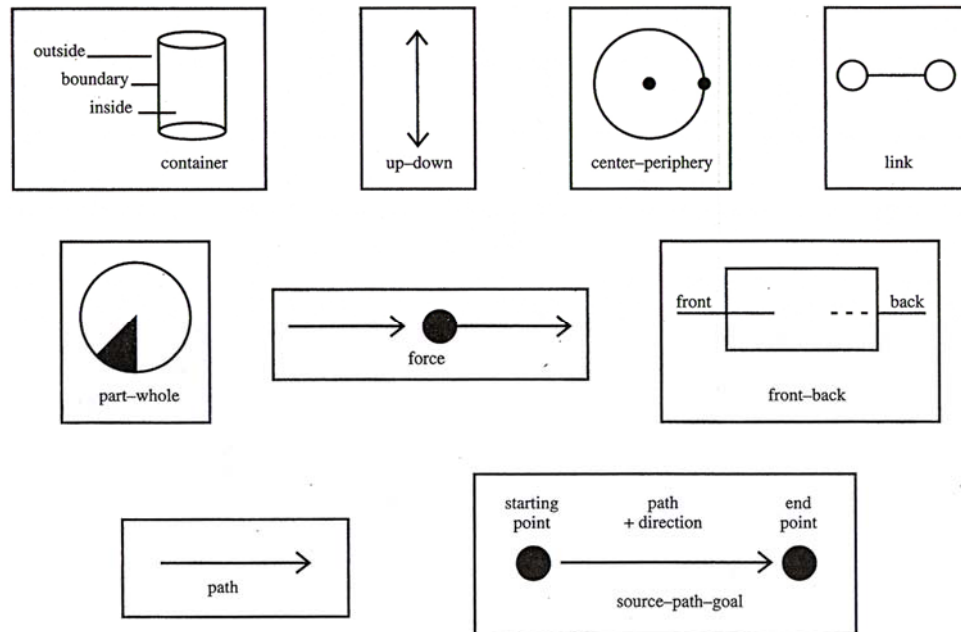 outside
boundary
inside
container
up–down
center–periphery
link
part–whole
force
front
back
front–back
path
starting
point
path
+ direction
end
point
source–path–goal